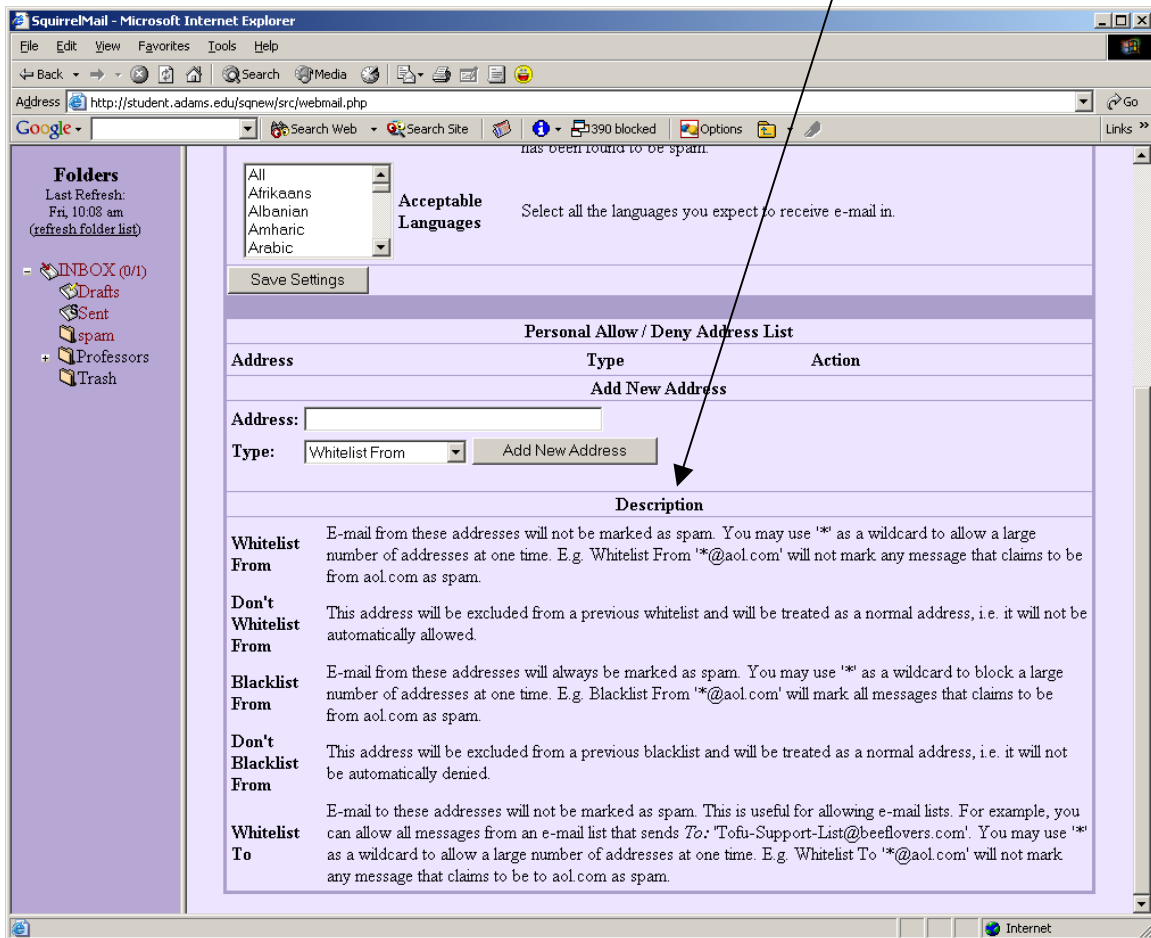 SquirrelMail - Microsoft Internet Explorer
File Edit View Favorites Tools Help
Back Search Media
Address http://student.adams.edu/sqnew/src/webmail.php Go
Google Search Web Search Site 390 blocked Options Links »
has been found to be spam.
Folders
Last Refresh:
Fri, 10:08 am
(refresh folder list)
INBOX (0/1)
Drafts
Sent
spam
Professors
Trash
All
Afrikaans
Albanian
Amharic
Arabic
Acceptable
Languages
Select all the languages you expect to receive e-mail in.
Save Settings
Personal Allow / Deny Address List
Address Type Action
Add New Address
Address:
Type: Whitelist From Add New Address
Description
Whitelist
From
E-mail from these addresses will not be marked as spam. You may use '*' as a wildcard to allow a large
number of addresses at one time. E.g. Whitelist From '*@aol.com' will not mark any message that claims to be
from aol.com as spam.
Don't
Whitelist
From
This address will be excluded from a previous whitelist and will be treated as a normal address, i.e. it will not be
automatically allowed.
Blacklist
From
E-mail from these addresses will always be marked as spam. You may use '*' as a wildcard to block a large
number of addresses at one time. E.g. Blacklist From '*@aol.com' will mark all messages that claims to be
from aol.com as spam.
Don't
Blacklist
From
This address will be excluded from a previous blacklist and will be treated as a normal address, i.e. it will not
be automatically denied.
Whitelist
To
E-mail to these addresses will not be marked as spam. This is useful for allowing e-mail lists. For example, you
can allow all messages from an e-mail list that sends To: 'Tofu-Support-List@beeflovers.com'. You may use '*'
as a wildcard to allow a large number of addresses at one time. E.g. Whitelist To '*@aol.com' will not mark
any message that claims to be to aol.com as spam.
Internet